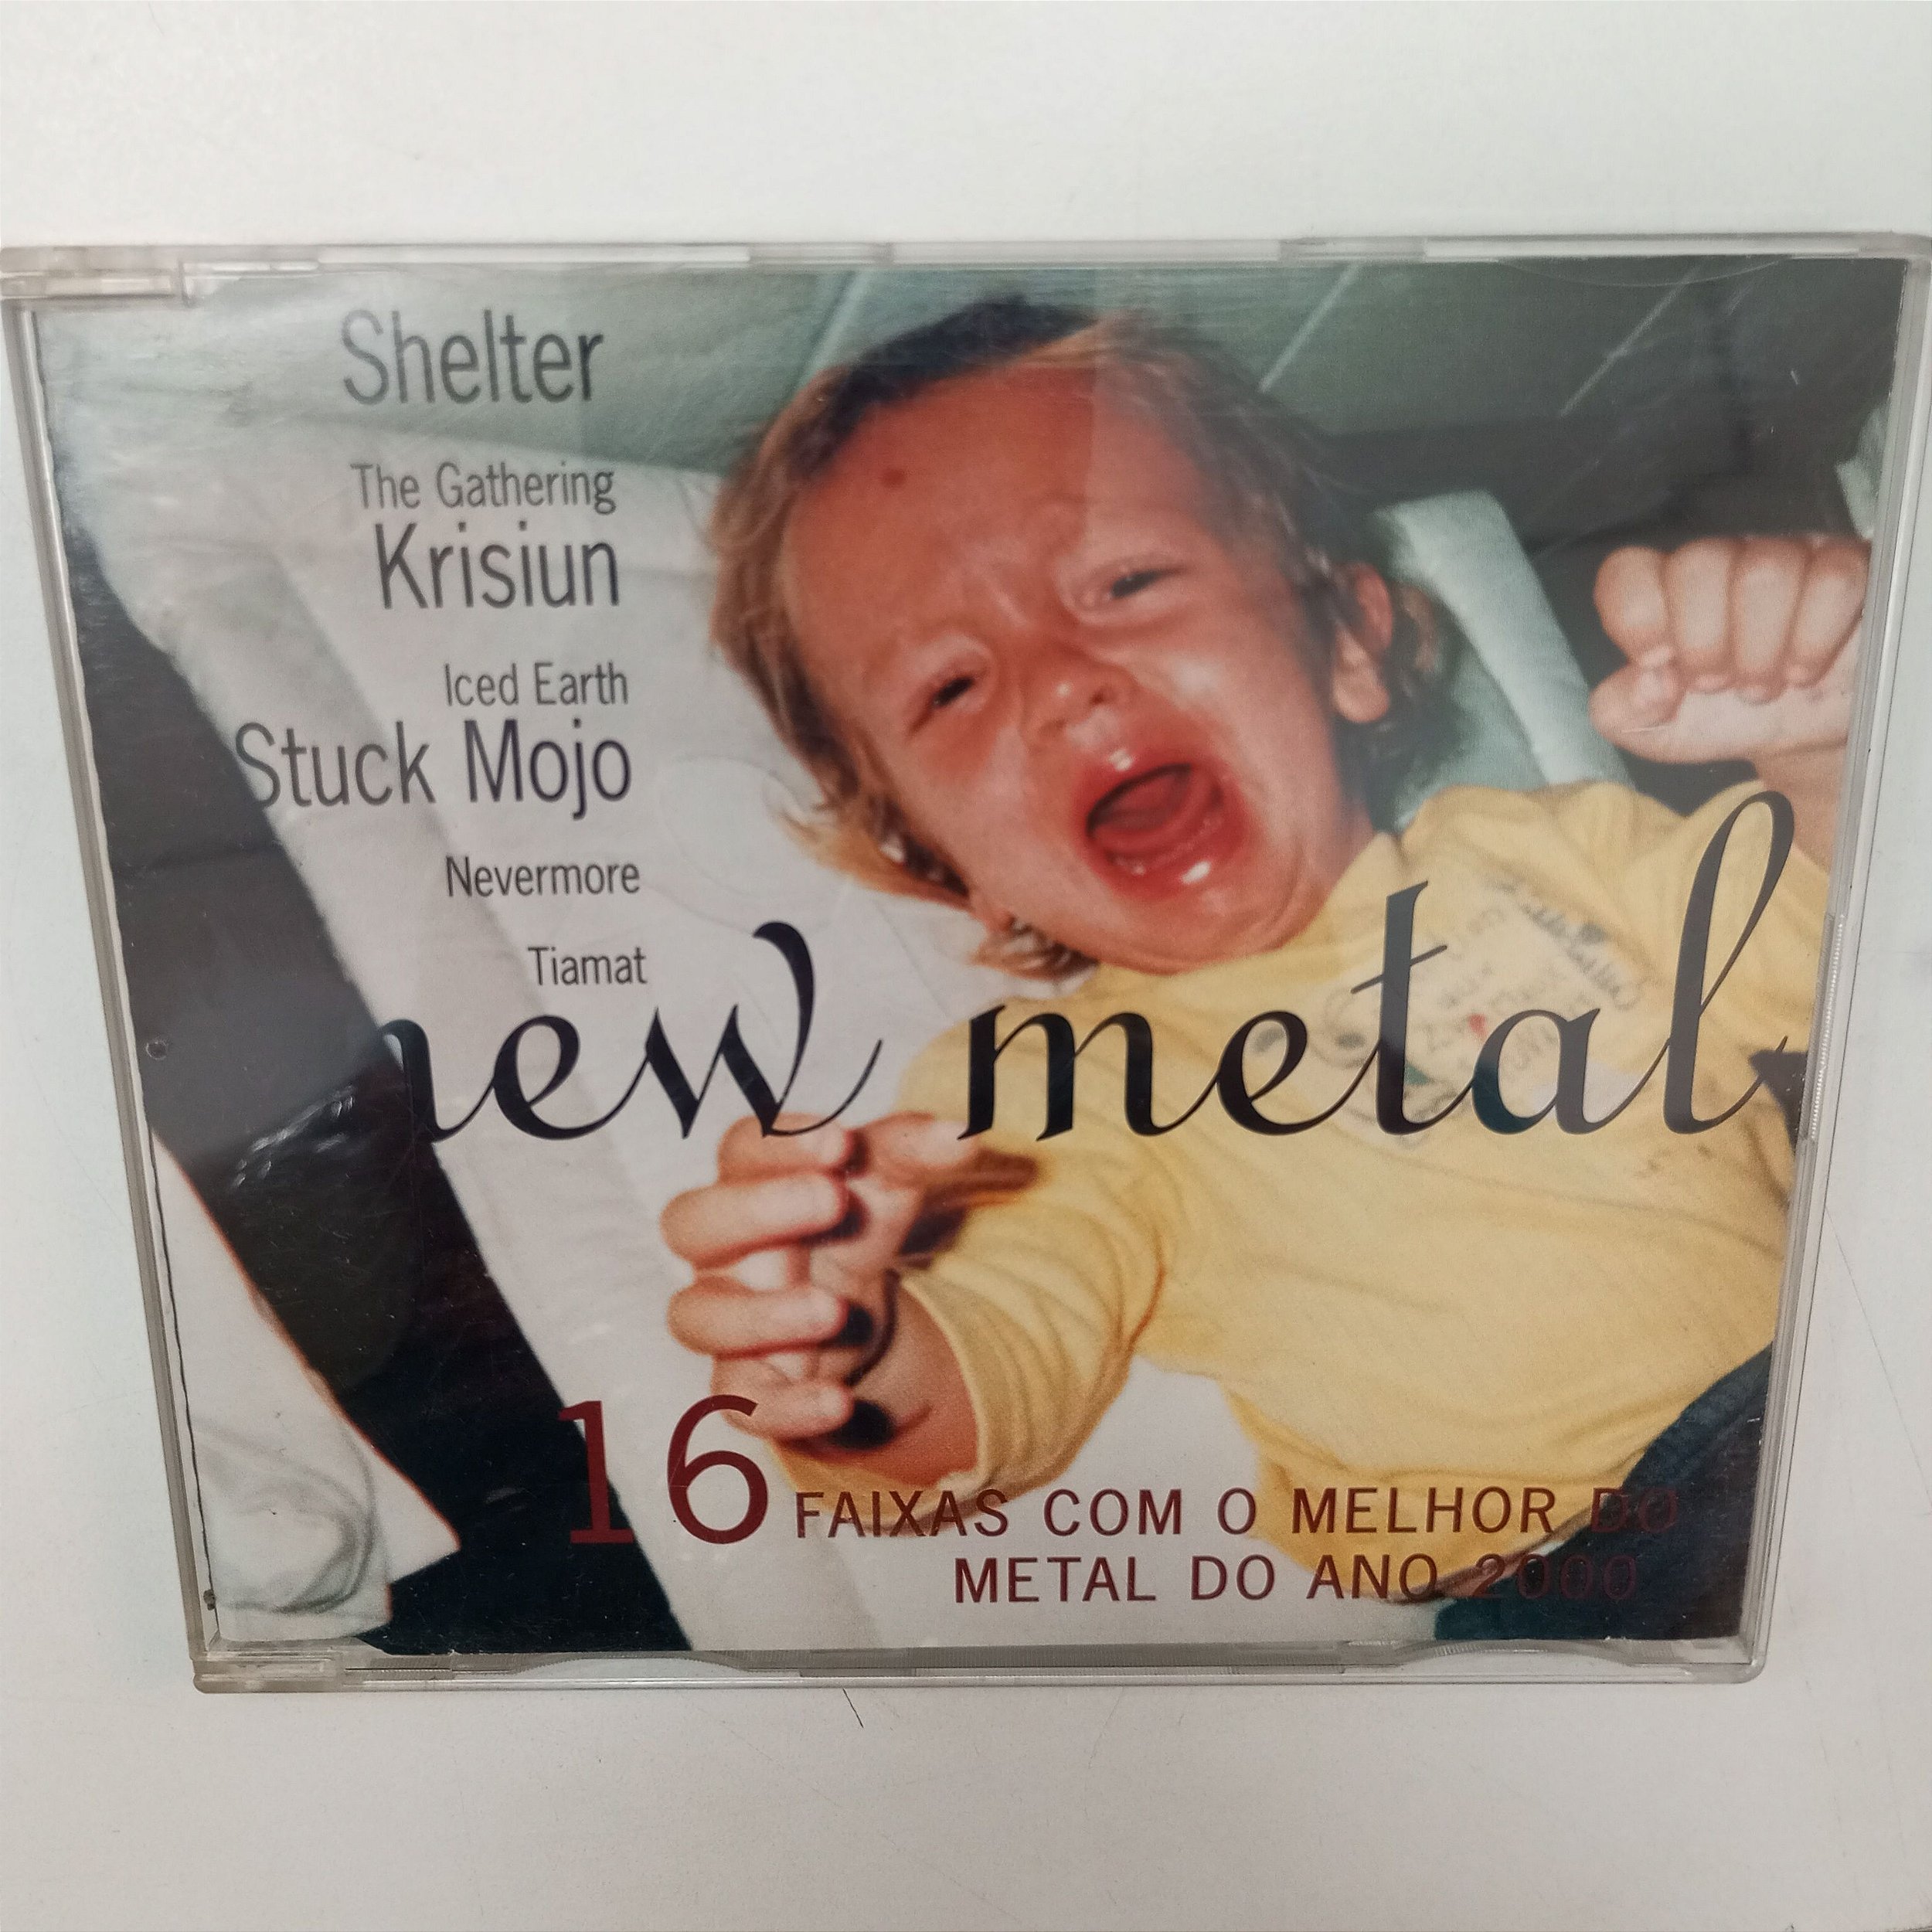 Shelter
The Gathering
Krisiun
Iced Earth
Stuck Mojo
Nevermore
Tiamat
new metal
16 FAIXAS COM O MELHOR DO
METAL DO ANO 2000